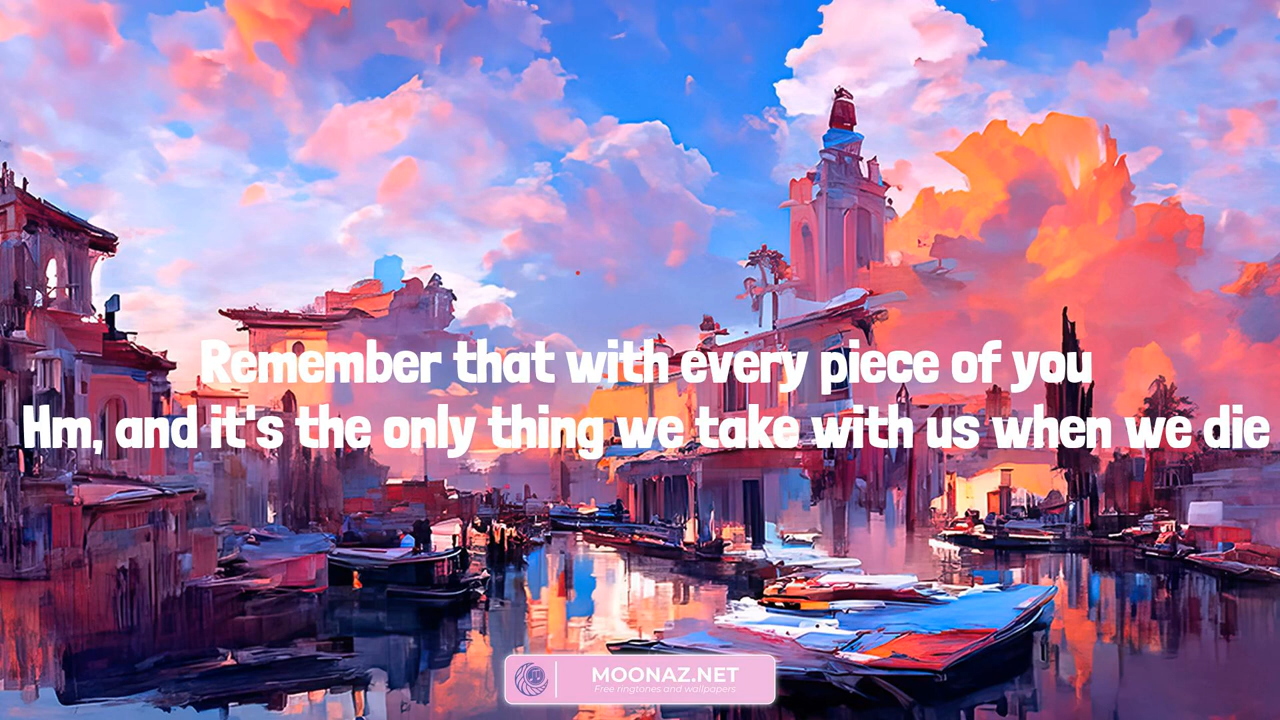 Remember that with every piece of you
Hm, and it's the only thing we take with us when we die
MOONAZ.NET
Free ringtones and wallpapers